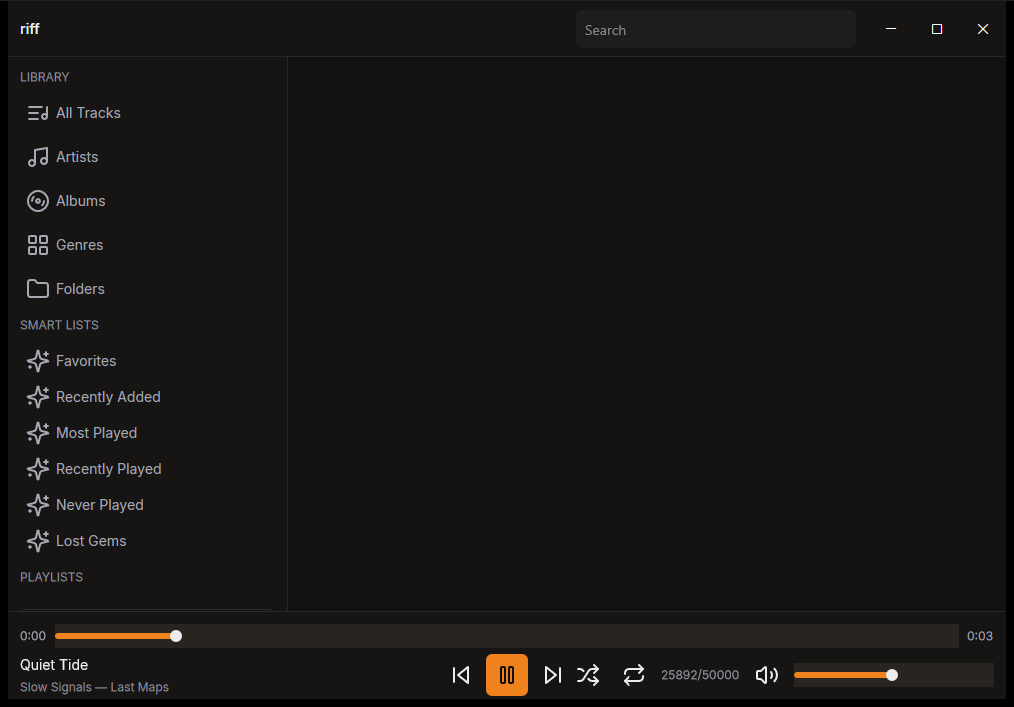 riff
Search
LIBRARY
All Tracks
Artists
Albums
Genres
Folders
SMART LISTS
Favorites
Recently Added
Most Played
Recently Played
Never Played
Lost Gems
PLAYLISTS
0:00
0:03
Quiet Tide
Slow Signals — Last Maps
25892/50000